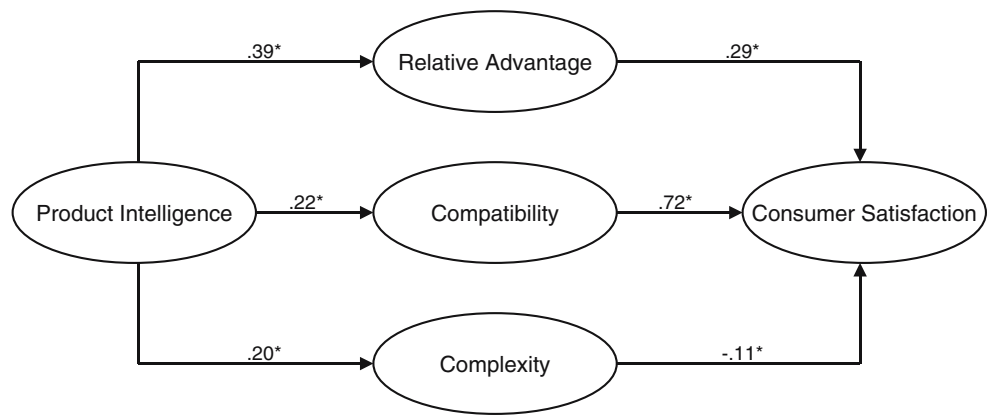 .39*
Relative Advantage
.29*
Product Intelligence
.22*
Compatibility
.72*
Consumer Satisfaction
.20*
Complexity
-.11*